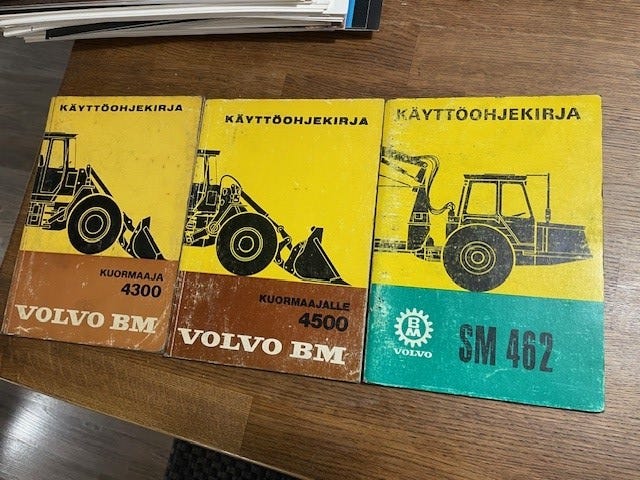 KÄYTTÖOHJEKIRJA
KUORMAAJA
4300
VOLVO BM
KÄYTTÖOHJEKIRJA
KUORMAAJALLE
4500
VOLVO BM
KÄYTTÖOHJEKIRJA
BM
VOLVO
SM 462